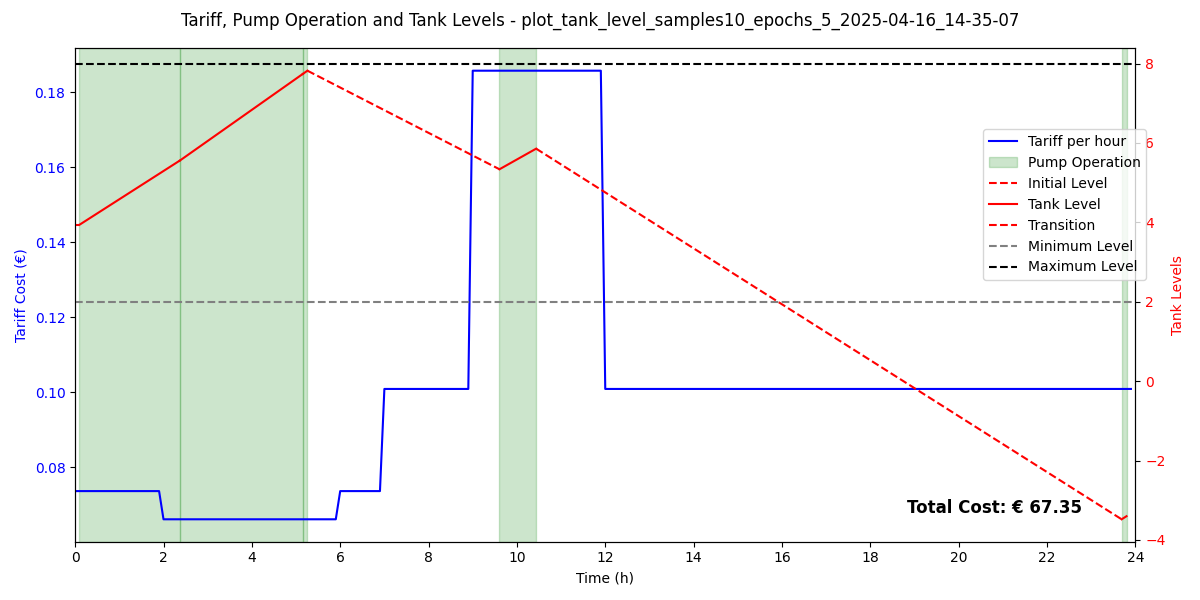 Tariff, Pump Operation and Tank Levels - plot_tank_level_samples10_epochs_5_2025-04-16_14-35-07
Tariff Cost (€)
0.18
0.16
0.14
0.12
0.10
0.08
8
6
4
2
0
−2
−4
Tank Levels
Tariff per hour
Pump Operation
Initial Level
Tank Level
Transition
Minimum Level
Maximum Level
Total Cost: € 67.35
0 2 4 6 8 10 12 14 16 18 20 22 24
Time (h)